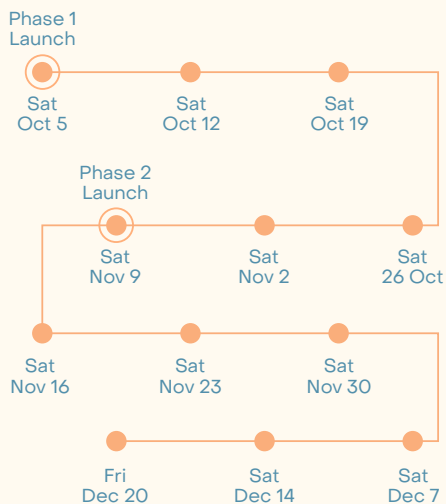 Phase 1
Launch
Sat
Oct 5
Sat
Oct 12
Sat
Oct 19
Phase 2
Launch
Sat
Nov 9
Sat
Nov 2
Sat
26 Oct
Sat
Nov 16
Sat
Nov 23
Sat
Nov 30
Fri
Dec 20
Sat
Dec 14
Sat
Dec 7